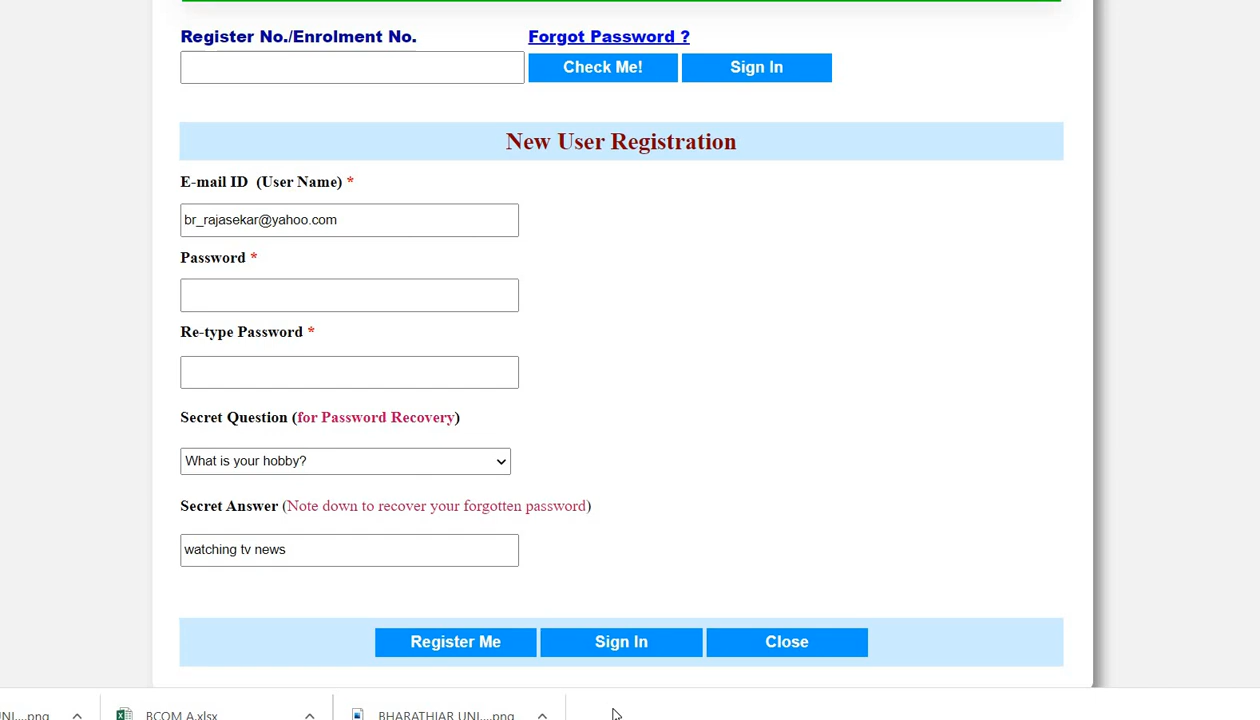 Register No./Enrolment No. Forgot Password ?
Check Me! Sign In
New User Registration
E-mail ID (User Name) *
br_rajasekar@yahoo.com
Password *
Re-type Password *
Secret Question (for Password Recovery)
What is your hobby?
Secret Answer (Note down to recover your forgotten password)
watching tv news
Register Me Sign In Close
UNI....png BCOM A.xlsx BHARATHIAR UNI....png